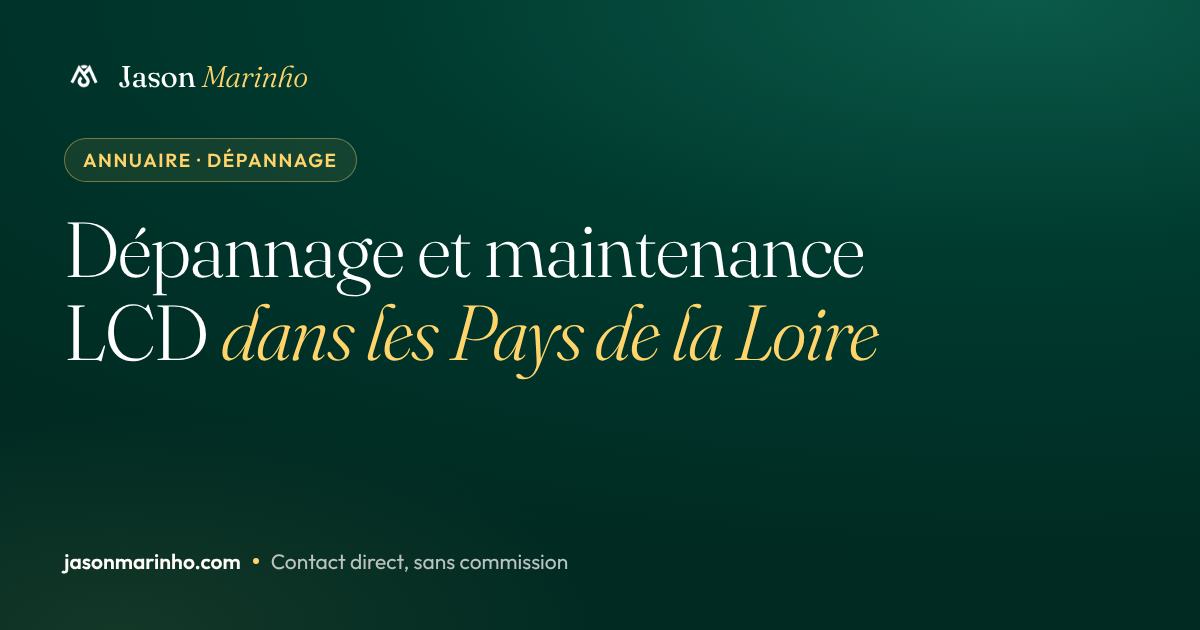 Jason Marinho
ANNUAIRE · DÉPANNAGE
Dépannage et maintenance
LCD dans les Pays de la Loire
jasonmarinho.com • Contact direct, sans commission